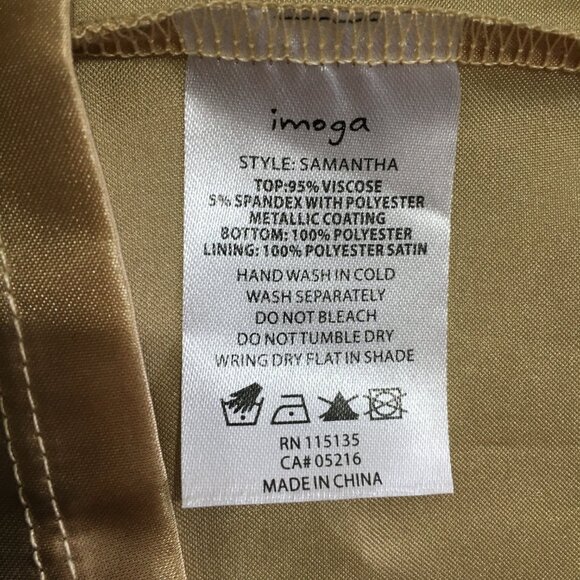 imoga
STYLE: SAMANTHA
TOP:95% VISCOSE
5% SPANDEX WITH POLYESTER
METALLIC COATING
BOTTOM: 100% POLYESTER
LINING: 100% POLYESTER SATIN
HAND WASH IN COLD
WASH SEPARATELY
DO NOT BLEACH
DO NOT TUMBLE DRY
WRING DRY FLAT IN SHADE
RN 115135
CA# 05216
MADE IN CHINA